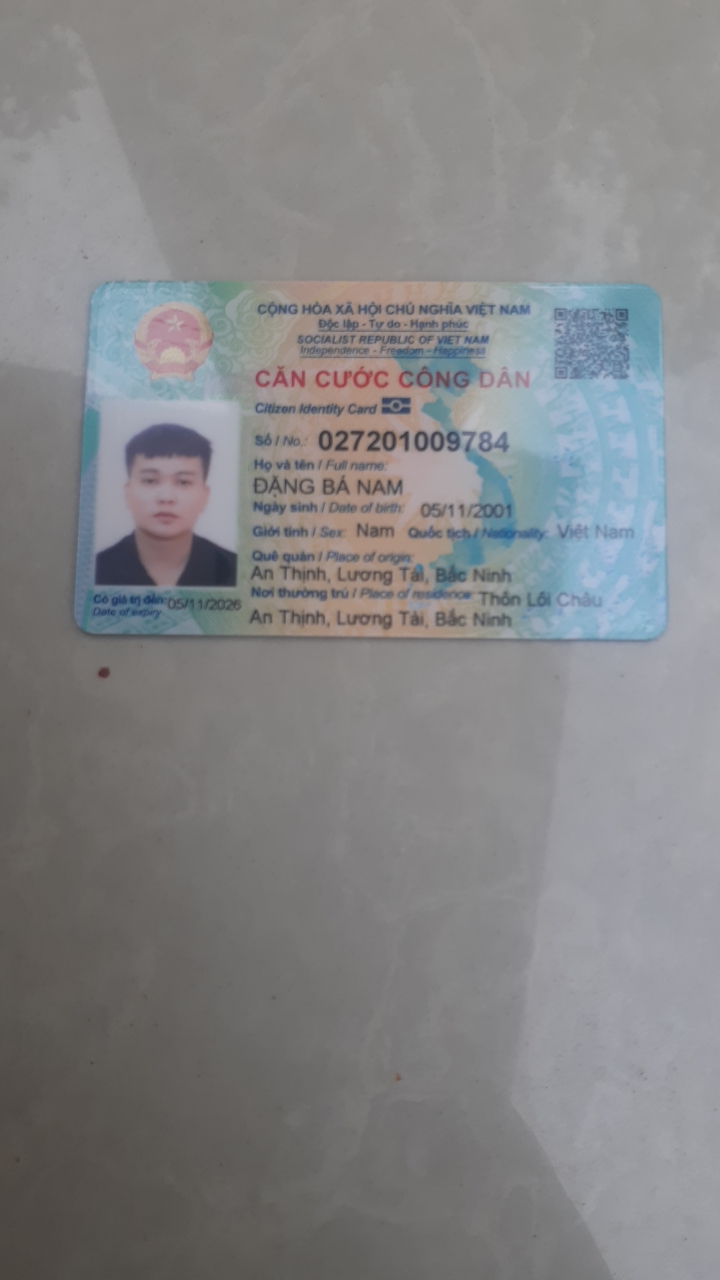 CỘNG HÒA XÃ HỘI CHỦ NGHĨA VIỆT NAM
Độc lập - Tự do - Hạnh phúc
SOCIALIST REPUBLIC OF VIET NAM
Independence - Freedom - Happiness
CĂN CƯỚC CÔNG DÂN
Citizen Identity Card
Số / No.: 027201009784
Họ và tên / Full name:
ĐẶNG BÁ NAM
Ngày sinh / Date of birth: 05/11/2001
Giới tính / Sex: Nam Quốc tịch / Nationality: Việt Nam
Quê quán / Place of origin:
An Thịnh, Lương Tài, Bắc Ninh
Nơi thường trú / Place of residence: Thôn Lôi Châu
An Thịnh, Lương Tài, Bắc Ninh
Có giá trị đến: 05/11/2026
Date of expiry